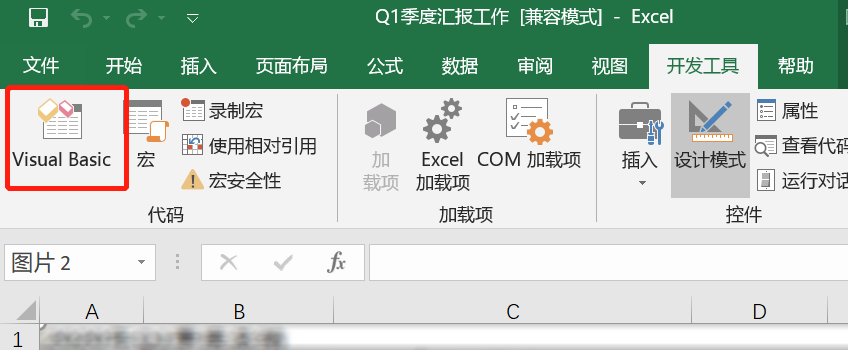 Q1季度汇报工作 [兼容模式] - Excel
文件 开始 插入 页面布局 公式 数据 审阅 视图 开发工具 帮助
Visual Basic
宏
录制宏
使用相对引用
宏安全性
代码
加
载项
Excel
加载项
COM 加载项
加载项
插入
设计模式
属性
查看代码
运行对话
控件
图片 2
fx
A B C D
1